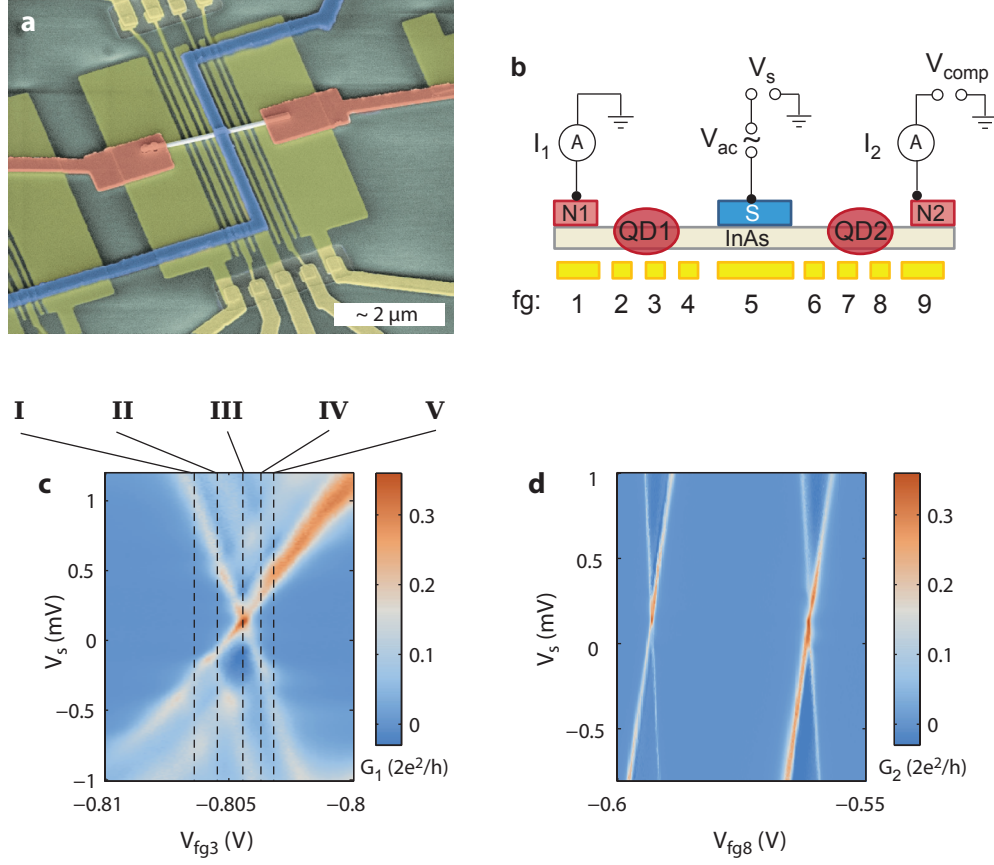 a
~ 2 μm
b
V_s
V_comp
V_ac
~
I_1
A
I_2
A
N1
QD1
S
InAs
QD2
N2
fg: 1 2 3 4 5 6 7 8 9
I II III IV V
c
V_s (mV)
1
0.5
0
−0.5
−1
−0.81 −0.805 −0.8
V_fg3 (V)
0.3
0.2
0.1
0
G_1 (2e²/h)
d
V_s (mV)
1
0.5
0
−0.5
−0.6 −0.55
V_fg8 (V)
0.3
0.2
0.1
0
G_2 (2e²/h)